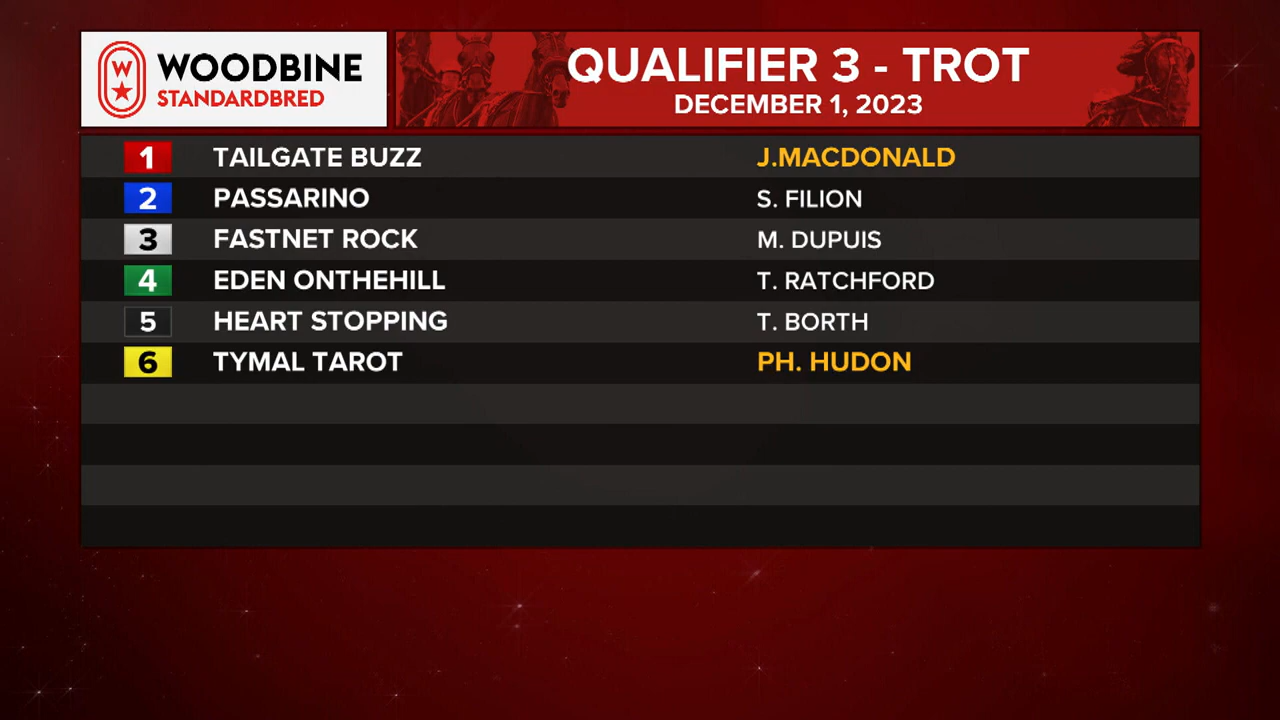 W
WOODBINE
STANDARDBRED
QUALIFIER 3 - TROT
DECEMBER 1, 2023
1 TAILGATE BUZZ J.MACDONALD
2 PASSARINO S. FILION
3 FASTNET ROCK M. DUPUIS
4 EDEN ONTHEHILL T. RATCHFORD
5 HEART STOPPING T. BORTH
6 TYMAL TAROT PH. HUDON